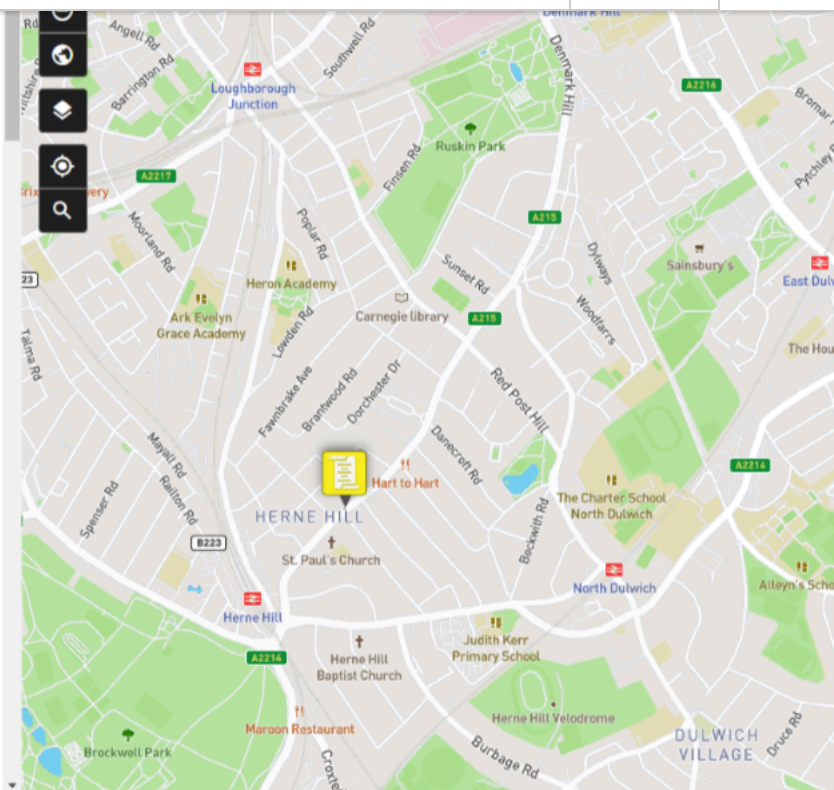 Denmark Hill
Rd
Angell Rd
Southwell Rd
Barrington Rd
Loughborough
Junction
Denmark Hill
A2216
Ruskin Park
Finsen Rd
A2217
A215
Moorland Rd
Poplar Rd
Sunset Rd
Dylways
Sainsbury's
Heron Academy
23
Ark Evelyn
Grace Academy
Carnegie library
A215
Woodfarrs
Lowden Rd
Talma Rd
The Hou
Fawnbrake Ave
Brantwood Rd
Dorchester Dr
Red Post Hill
Mayall Rd
Railton Rd
Danecroft Rd
Hart to Hart
A2214
Spenser Rd
The Charter School
North Dulwich
HERNE HILL
Beckwith Rd
B223
St. Paul's Church
North Dulwich
Alleyn's Scho
Herne Hill
Judith Kerr
Primary School
A2214
Herne Hill
Baptist Church
Herne Hill Velodrome
Maroon Restaurant
DULWICH
VILLAGE
Druce Rd
Brockwell Park
Burbage Rd